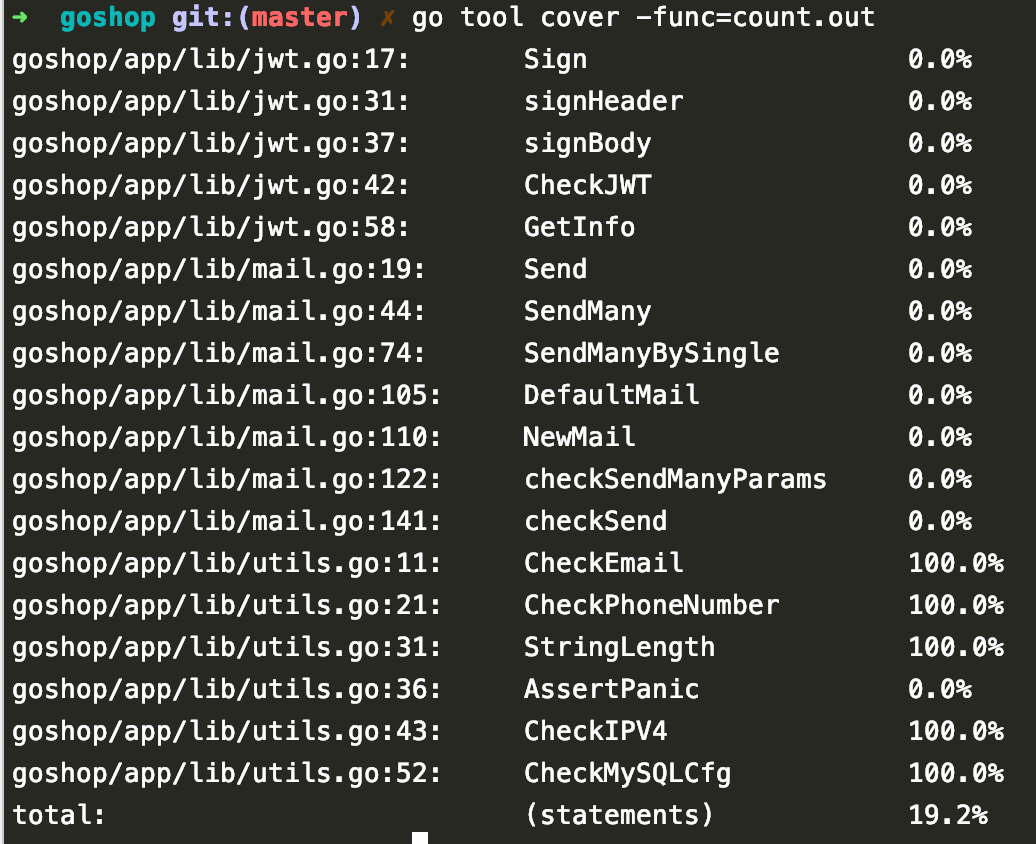 ➜  goshop git:(master) ✗ go tool cover -func=count.out
goshop/app/lib/jwt.go:17:       Sign                    0.0%
goshop/app/lib/jwt.go:31:       signHeader              0.0%
goshop/app/lib/jwt.go:37:       signBody                0.0%
goshop/app/lib/jwt.go:42:       CheckJWT                0.0%
goshop/app/lib/jwt.go:58:       GetInfo                 0.0%
goshop/app/lib/mail.go:19:      Send                    0.0%
goshop/app/lib/mail.go:44:      SendMany                0.0%
goshop/app/lib/mail.go:74:      SendManyBySingle        0.0%
goshop/app/lib/mail.go:105:     DefaultMail             0.0%
goshop/app/lib/mail.go:110:     NewMail                 0.0%
goshop/app/lib/mail.go:122:     checkSendManyParams     0.0%
goshop/app/lib/mail.go:141:     checkSend               0.0%
goshop/app/lib/utils.go:11:     CheckEmail              100.0%
goshop/app/lib/utils.go:21:     CheckPhoneNumber        100.0%
goshop/app/lib/utils.go:31:     StringLength            100.0%
goshop/app/lib/utils.go:36:     AssertPanic             0.0%
goshop/app/lib/utils.go:43:     CheckIPV4               100.0%
goshop/app/lib/utils.go:52:     CheckMySQLCfg           100.0%
total:                          (statements)            19.2%